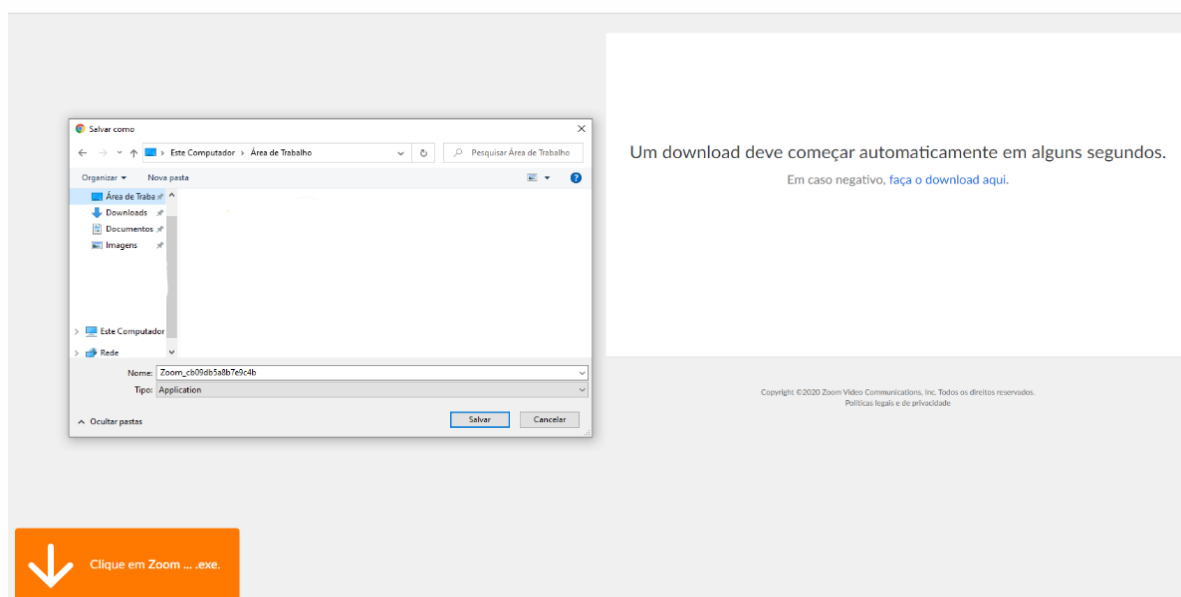 Salvar como
Este Computador > Área de Trabalho
Pesquisar Área de Trabalho
Organizar
Nova pasta
Área de Traba
Downloads
Documentos
Imagens
Este Computador
Rede
Nome: Zoom_cb09db5a8b7e9c4b
Tipo: Application
Ocultar pastas
Salvar
Cancelar
Um download deve começar automaticamente em alguns segundos.
Em caso negativo, faça o download aqui.
Copyright ©2020 Zoom Video Communications, Inc. Todos os direitos reservados.
Políticas legais e de privacidade
Clique em Zoom ... .exe.